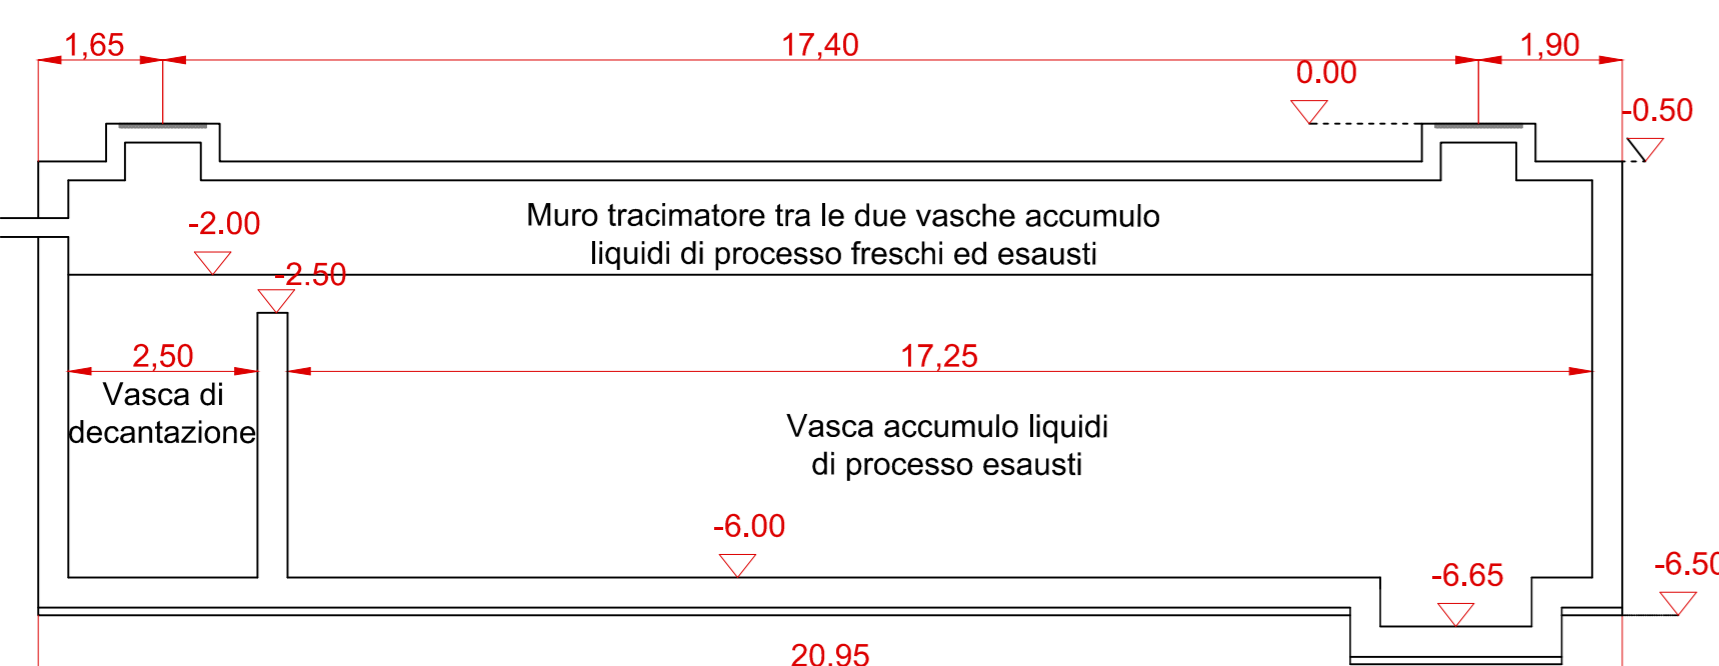 1,65
17,40
1,90
0.00
-0.50
Muro tracimatore tra le due vasche accumulo
liquidi di processo freschi ed esausti
-2.00
-2.50
2,50
17,25
Vasca di
decantazione
Vasca accumulo liquidi
di processo esausti
-6.00
-6.65
-6.50
20,95